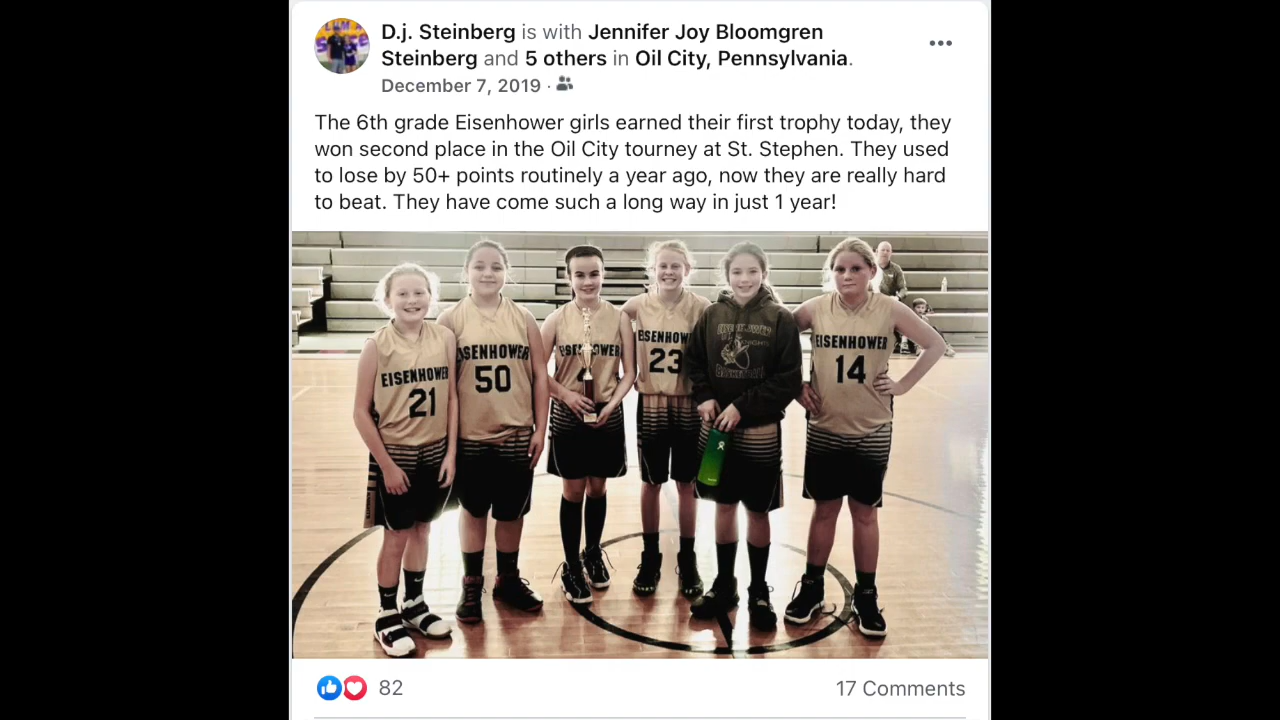 D.j. Steinberg is with Jennifer Joy Bloomgren
Steinberg and 5 others in Oil City, Pennsylvania.
December 7, 2019 ·
The 6th grade Eisenhower girls earned their first trophy today, they
won second place in the Oil City tourney at St. Stephen. They used
to lose by 50+ points routinely a year ago, now they are really hard
to beat. They have come such a long way in just 1 year!
EISENHOWER
21
EISENHOWER
50
EISENHOWER
23
EISENHOWER
14
82
17 Comments